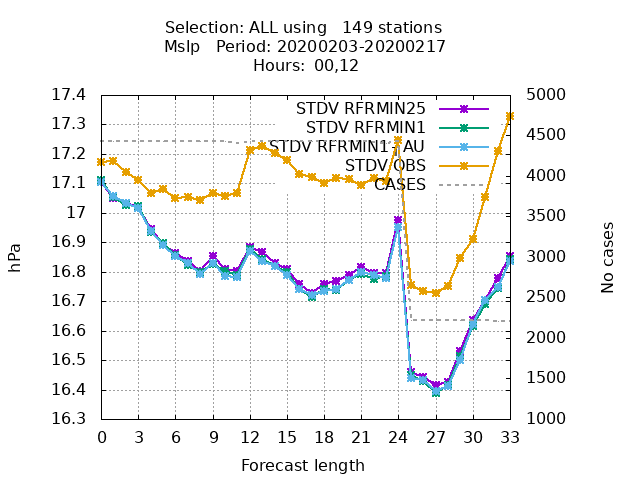 Selection: ALL using 149 stations
Mslp Period: 20200203-20200217
Hours: 00,12
STDV RFRMIN25
STDV RFRMIN1
STDV RFRMIN1 AU
STDV OBS
CASES
hPa
17.4
17.3
17.2
17.1
17
16.9
16.8
16.7
16.6
16.5
16.4
16.3
5000
4500
4000
3500
3000
2500
2000
1500
1000
No cases
0 3 6 9 12 15 18 21 24 27 30 33
Forecast length